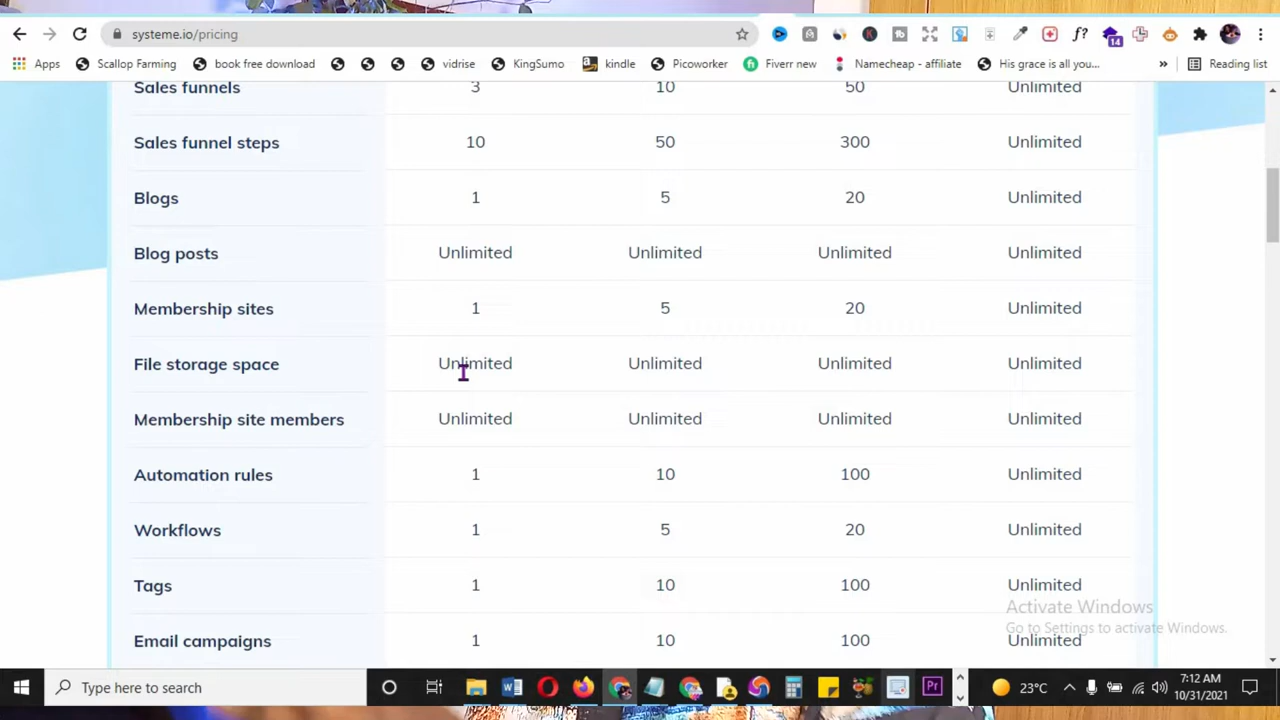 systeme.io/pricing
14
Apps Scallop Farming book free download vidrise KingSumo kindle Picoworker Fiverr new Namecheap - affiliate His grace is all you... » Reading list
Sales funnels 3 10 50 Unlimited
Sales funnel steps 10 50 300 Unlimited
Blogs 1 5 20 Unlimited
Blog posts Unlimited Unlimited Unlimited Unlimited
Membership sites 1 5 20 Unlimited
File storage space Unlimited Unlimited Unlimited Unlimited
Membership site members Unlimited Unlimited Unlimited Unlimited
Automation rules 1 10 100 Unlimited
Workflows 1 5 20 Unlimited
Tags 1 10 100 Unlimited
Activate Windows
Go to Settings to activate Windows.
Email campaigns 1 10 100 Unlimited
Type here to search 23°C 7:12 AM
10/31/2021